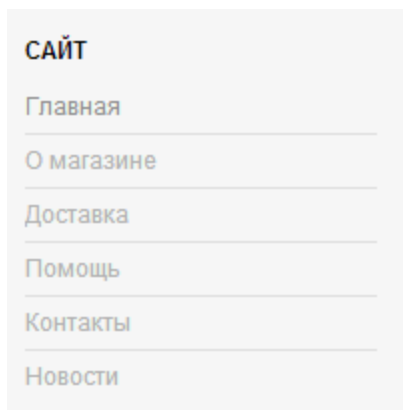 САЙТ
Главная
О магазине
Доставка
Помощь
Контакты
Новости